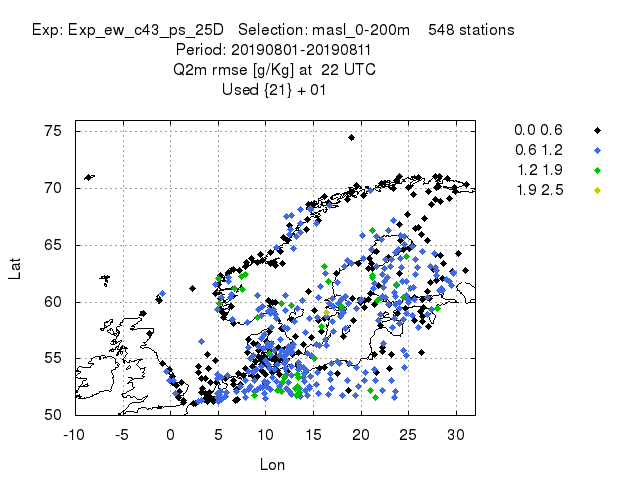 Exp: Exp_ew_c43_ps_25D Selection: masl_0-200m 548 stations
Period: 20190801-20190811
Q2m rmse [g/Kg] at 22 UTC
Used {21} + 01
0.0 0.6
0.6 1.2
1.2 1.9
1.9 2.5
75
70
65
60
55
50
Lat
-10 -5 0 5 10 15 20 25 30
Lon